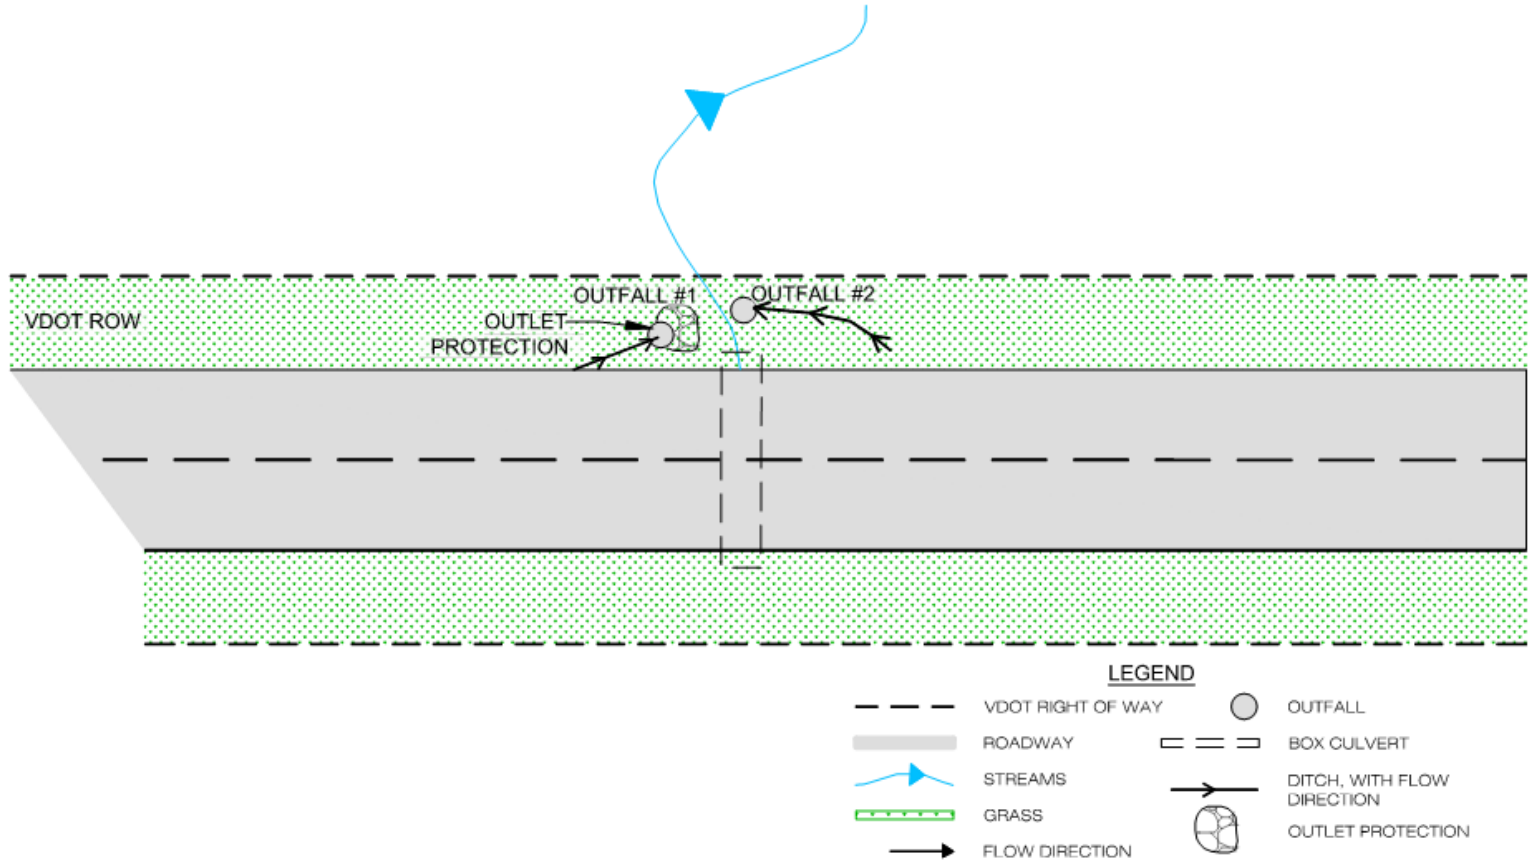 OUTFALL #1
OUTFALL #2
VDOT ROW
OUTLET
PROTECTION
LEGEND
VDOT RIGHT OF WAY
OUTFALL
ROADWAY
BOX CULVERT
STREAMS
DITCH, WITH FLOW
DIRECTION
GRASS
OUTLET PROTECTION
FLOW DIRECTION